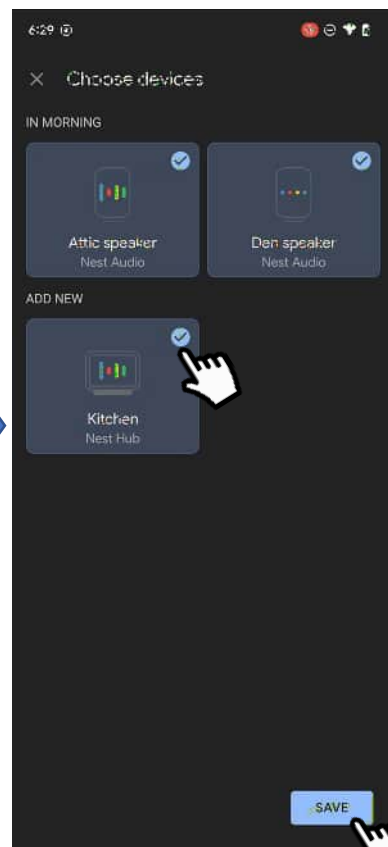 6:29
Choose devices
IN MORNING
Attic speaker
Nest Audio
Den speaker
Nest Audio
ADD NEW
Kitchen
Nest Hub
SAVE